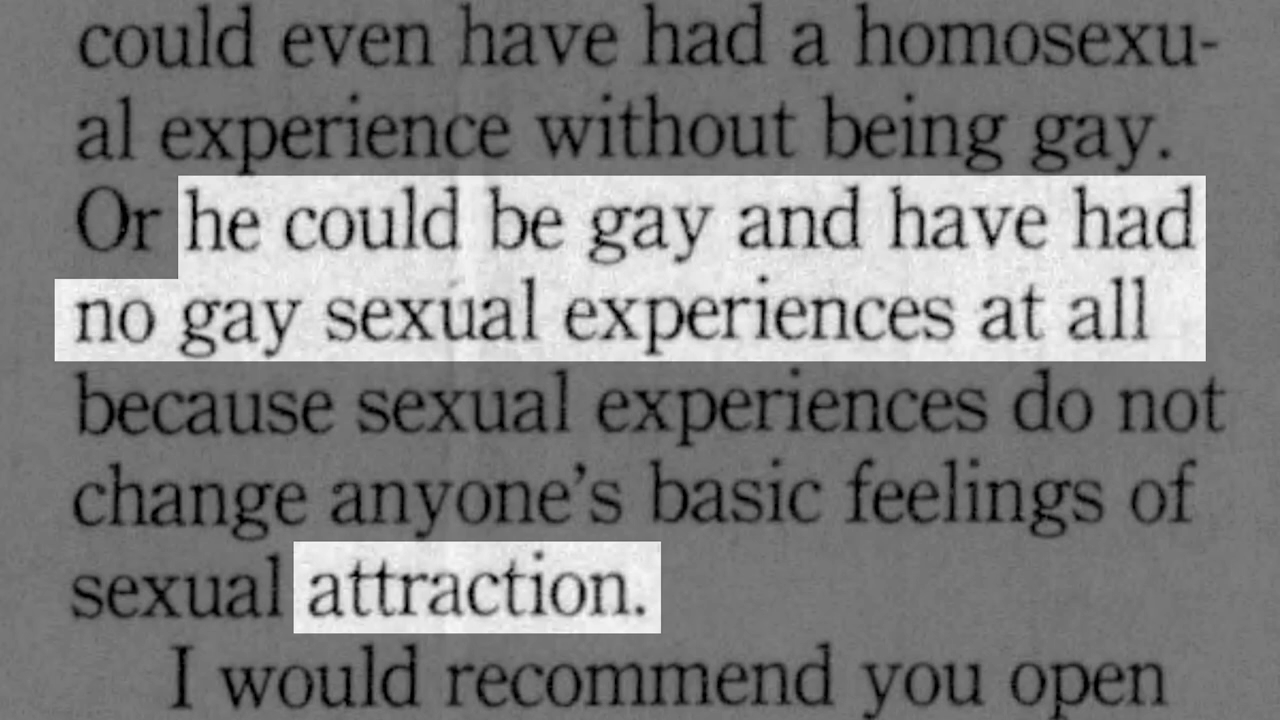 could even have had a homosexu-
al experience without being gay.
Or he could be gay and have had
no gay sexual experiences at all
because sexual experiences do not
change anyone's basic feelings of
sexual attraction.
I would recommend you open